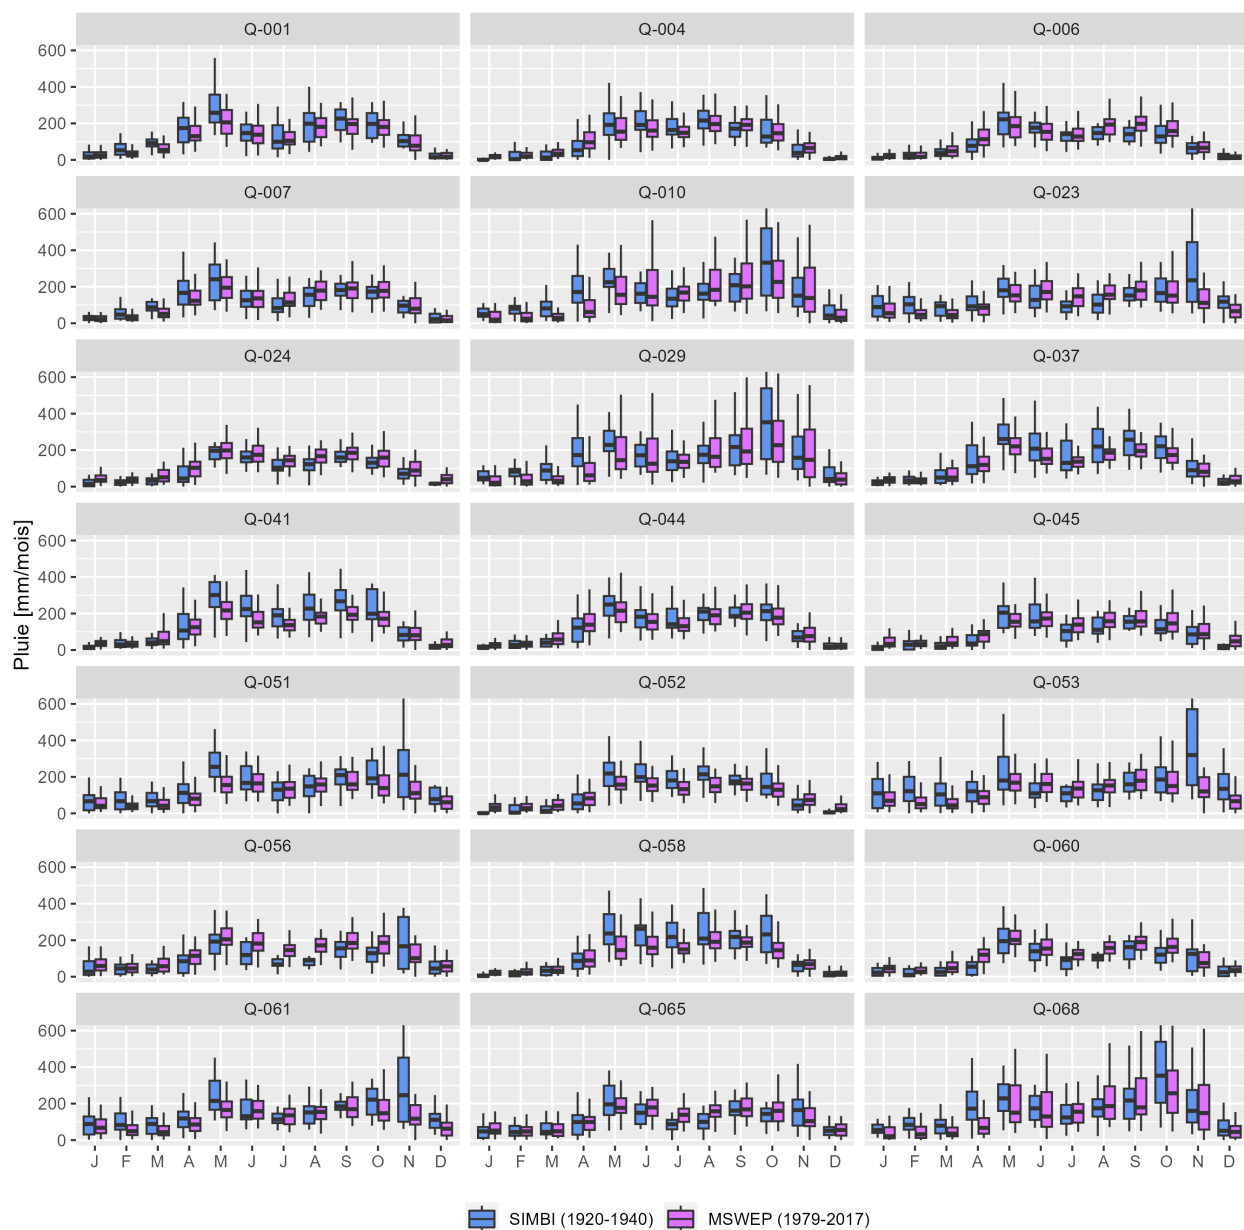 Q-001 Q-004 Q-006
600
400
200
0
Q-007 Q-010 Q-023
600
400
200
0
Q-024 Q-029 Q-037
600
400
200
0
Q-041 Q-044 Q-045
600
400
200
0
Pluie [mm/mois]
Q-051 Q-052 Q-053
600
400
200
0
Q-056 Q-058 Q-060
600
400
200
0
Q-061 Q-065 Q-068
600
400
200
0
J F M A M J J A S O N D J F M A M J J A S O N D J F M A M J J A S O N D
SIMBI (1920-1940) MSWEP (1979-2017)